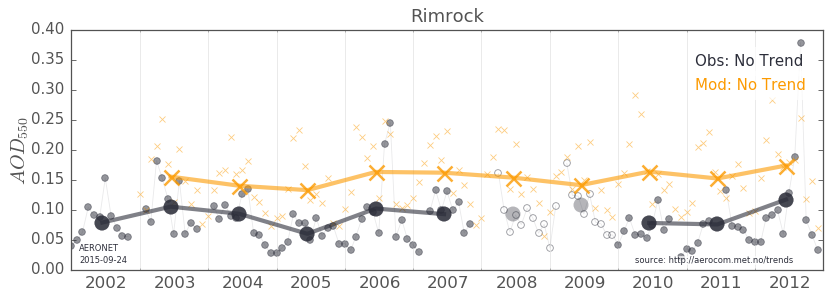 Rimrock
AOD550
0.40
0.35
0.30
0.25
0.20
0.15
0.10
0.05
0.00
Obs: No Trend
Mod: No Trend
AERONET
2015-09-24
source: http://aerocom.met.no/trends
2002 2003 2004 2005 2006 2007 2008 2009 2010 2011 2012